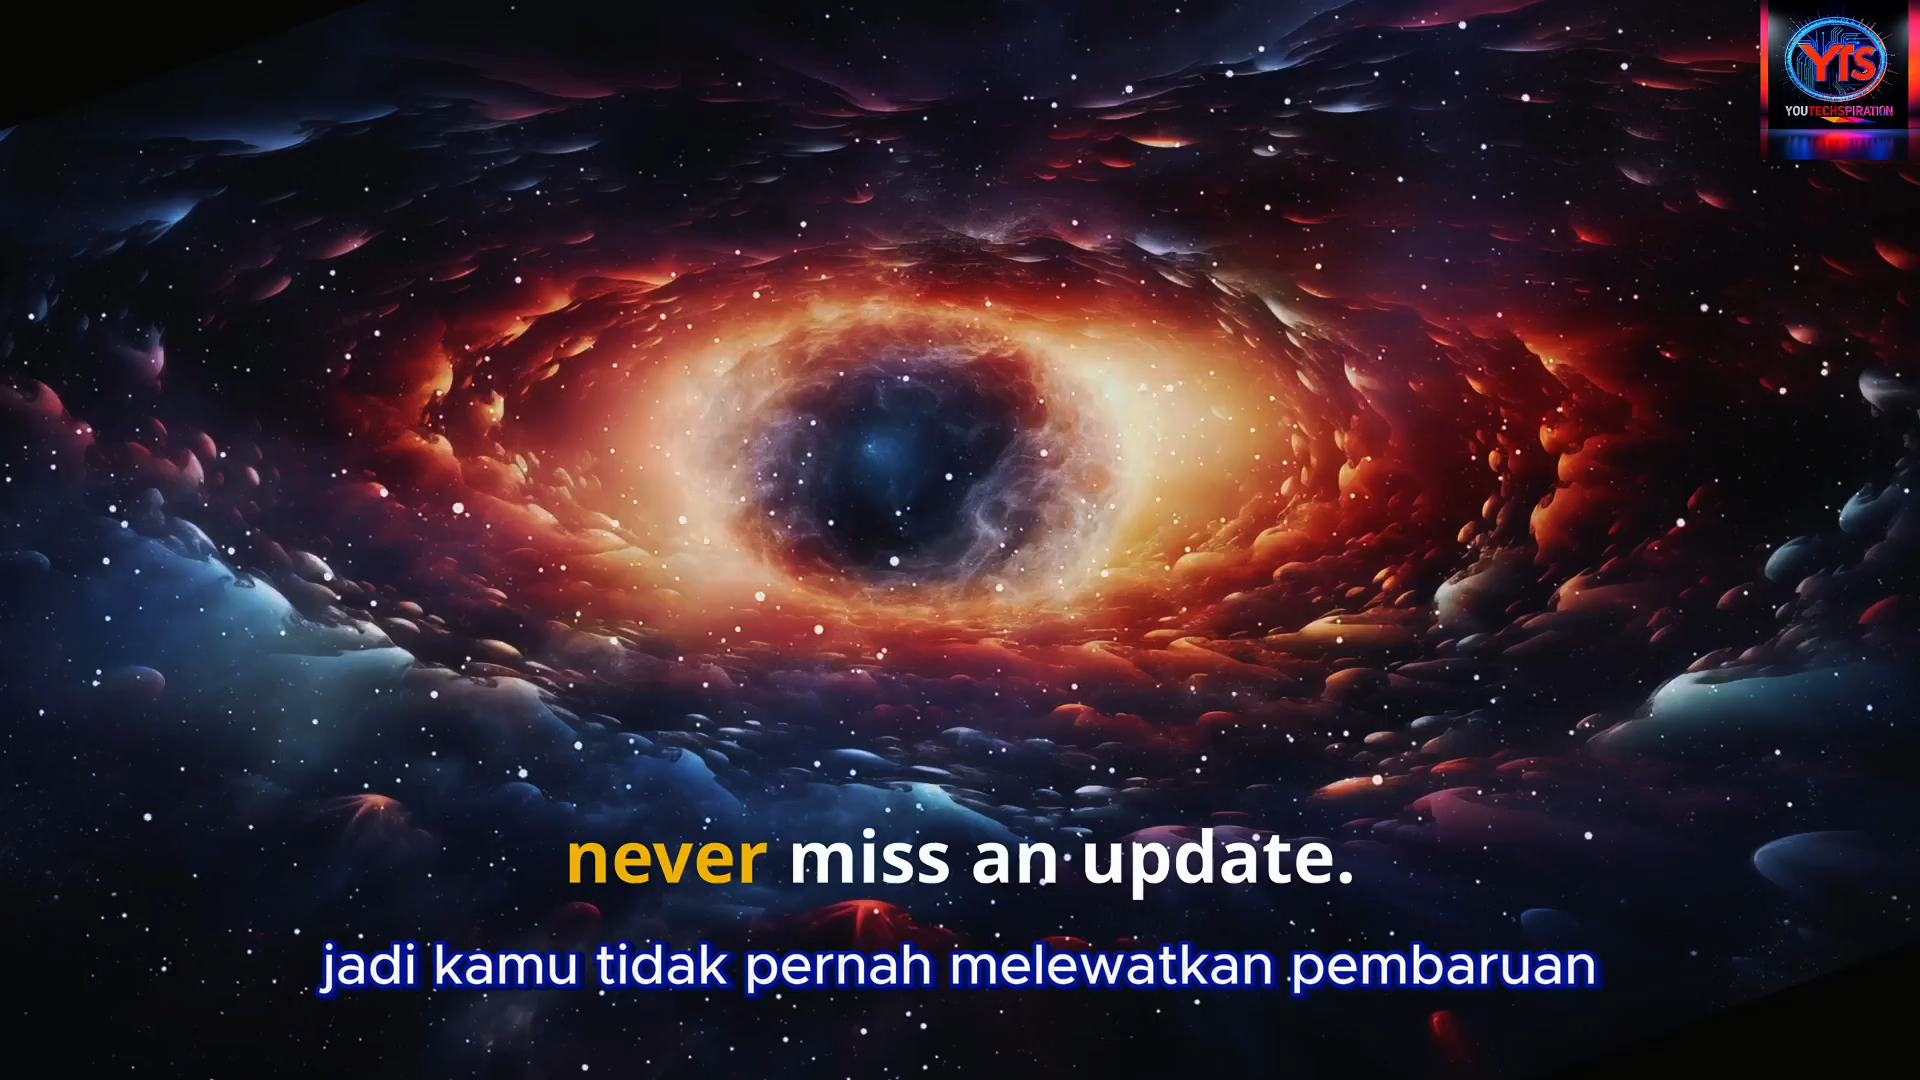 YTS
YOUTECHSPIRATION
never miss an update.
jadi kamu tidak pernah melewatkan pembaruan